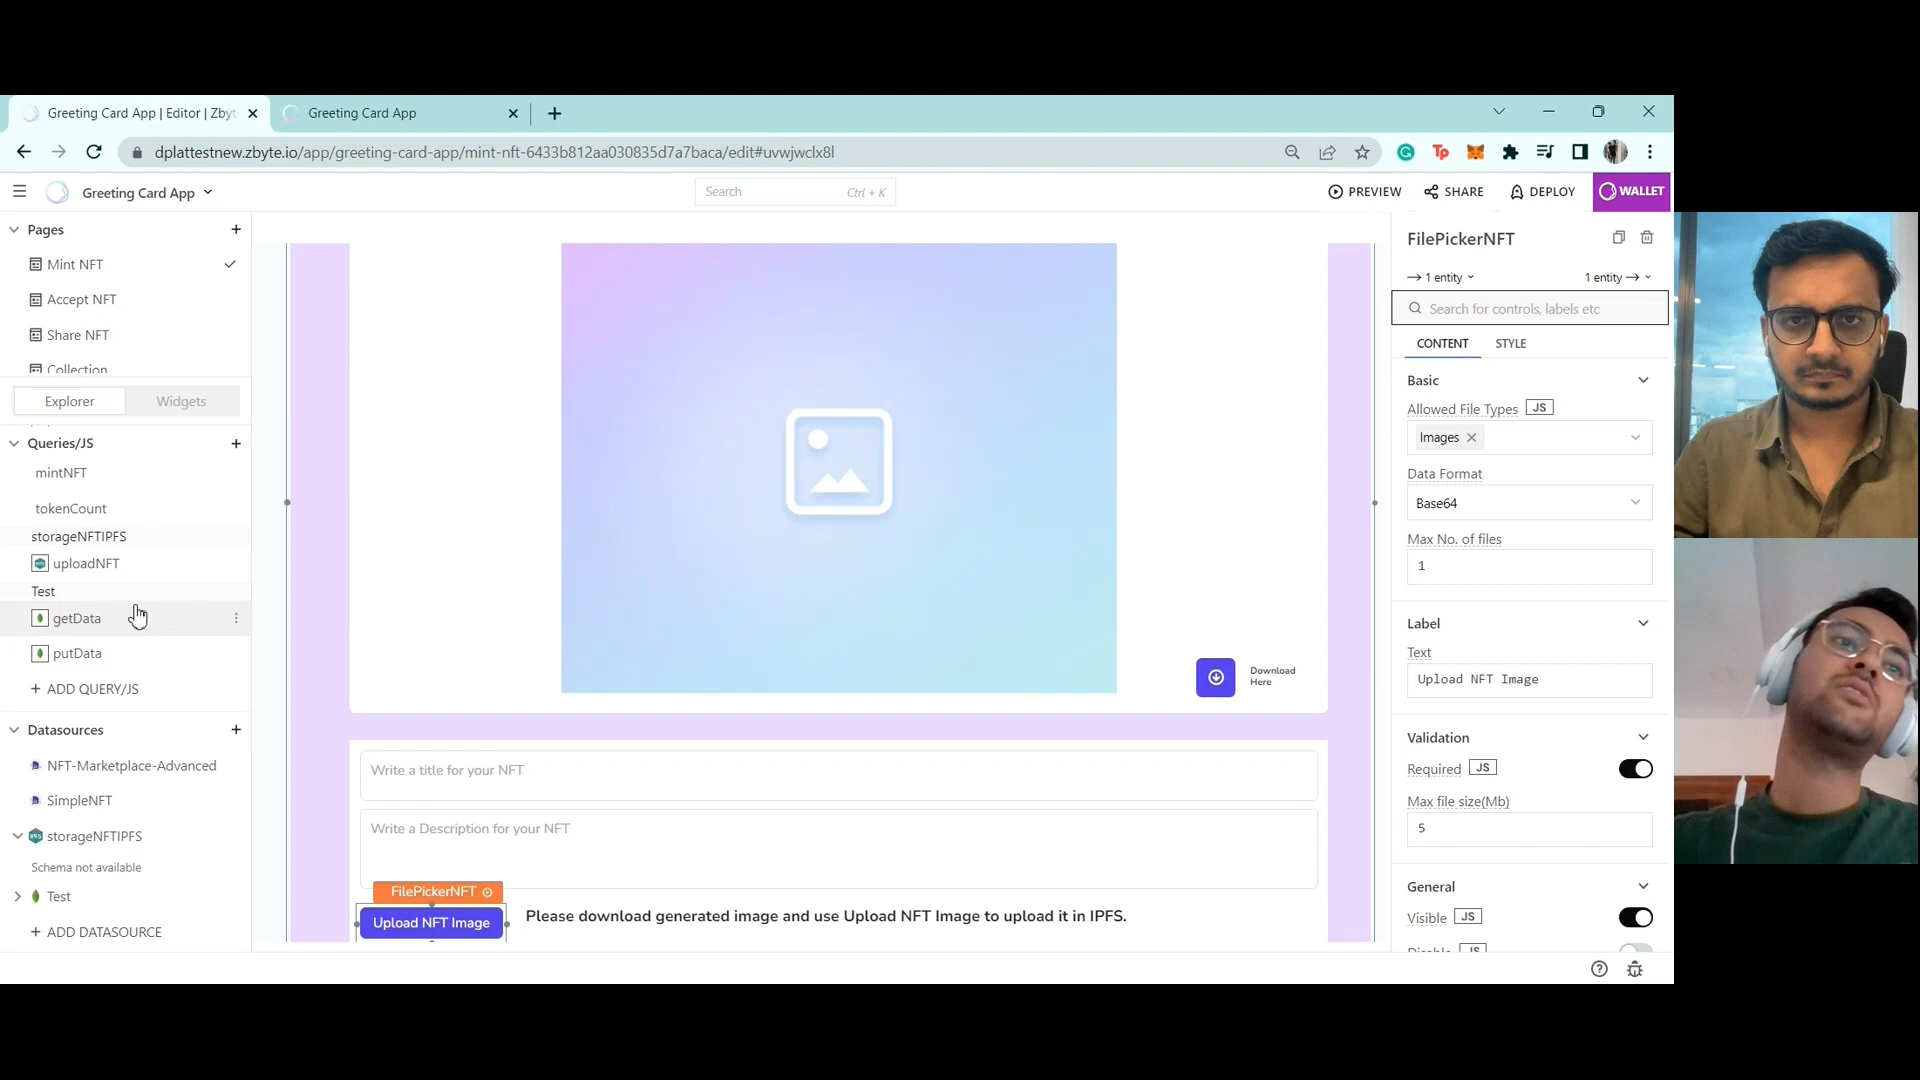 Greeting Card App | Editor | Zbyt
Greeting Card App
dplattestnew.zbyte.io/app/greeting-card-app/mint-nft-6433b812aa030835d7a7baca/edit#uvwjwclx8l
Greeting Card App
Search
Ctrl + K
PREVIEW
SHARE
DEPLOY
WALLET
Pages
Mint NFT
Accept NFT
Share NFT
Collection
Explorer
Widgets
Queries/JS
mintNFT
tokenCount
storageNFTIPFS
uploadNFT
Test
getData
putData
+ ADD QUERY/JS
Datasources
NFT-Marketplace-Advanced
SimpleNFT
storageNFTIPFS
Schema not available
Test
+ ADD DATASOURCE
Download
Here
Write a title for your NFT
Write a Description for your NFT
FilePickerNFT
Upload NFT Image
Please download generated image and use Upload NFT Image to upload it in IPFS.
FilePickerNFT
1 entity
1 entity
Search for controls, labels etc
CONTENT
STYLE
Basic
Allowed File Types JS
Images
Data Format
Base64
Max No. of files
1
Label
Text
Upload NFT Image
Validation
Required JS
Max file size(Mb)
5
General
Visible JS
Disable JS